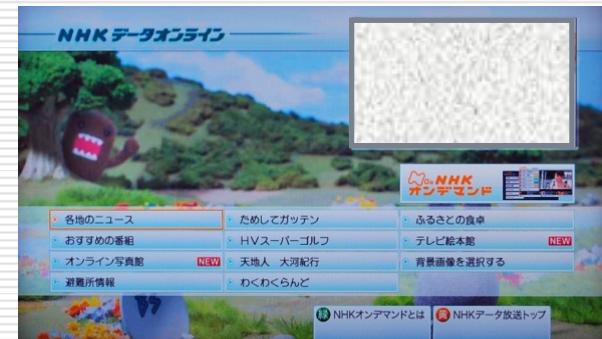 NHKデータオンライン
NHK
オンデマンド
各地のニュース
ためしてガッテン
ふるさとの食卓
おすすめの番組
HVスーパーゴルフ
テレビ絵本館 NEW
オンライン写真館 NEW
天地人 大河紀行
背景画像を選択する
避難所情報
わくわくらんど
緑 NHKオンデマンドとは
黄 NHKデータ放送トップ